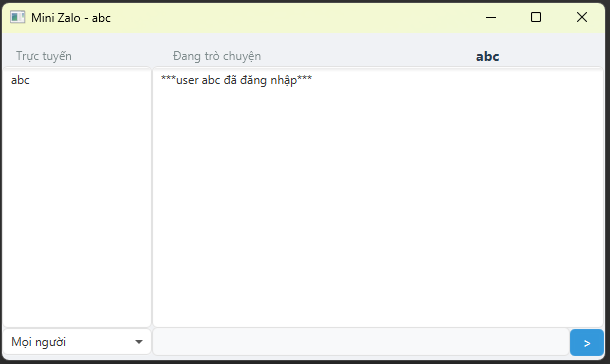 Mini Zalo - abc
Trực tuyến
Đang trò chuyện
abc
abc
***user abc đã đăng nhập***
Mọi người
>